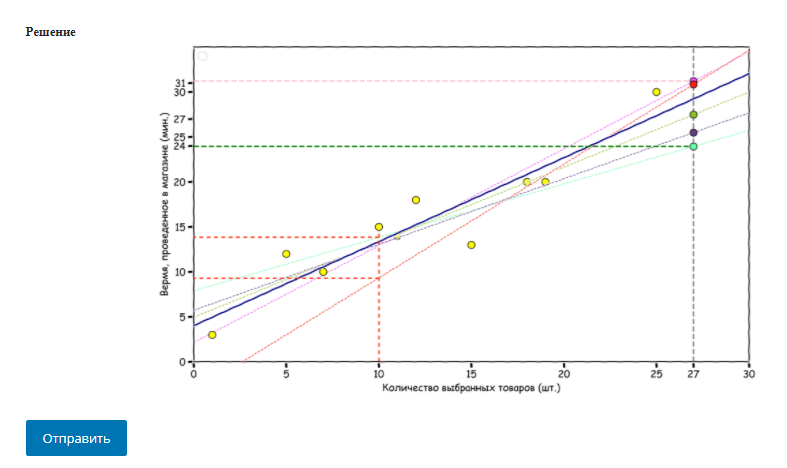 Решение
31
30
27
25
24
20
15
10
5
0
Вермя, проведенное в магазине (мин.)
0 5 10 15 20 25 27 30
Количество выбранных товаров (шт.)
Отправить